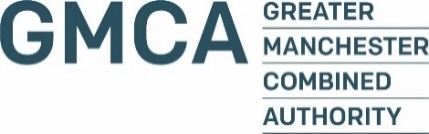 GMCA
GREATER
MANCHESTER
COMBINED
AUTHORITY